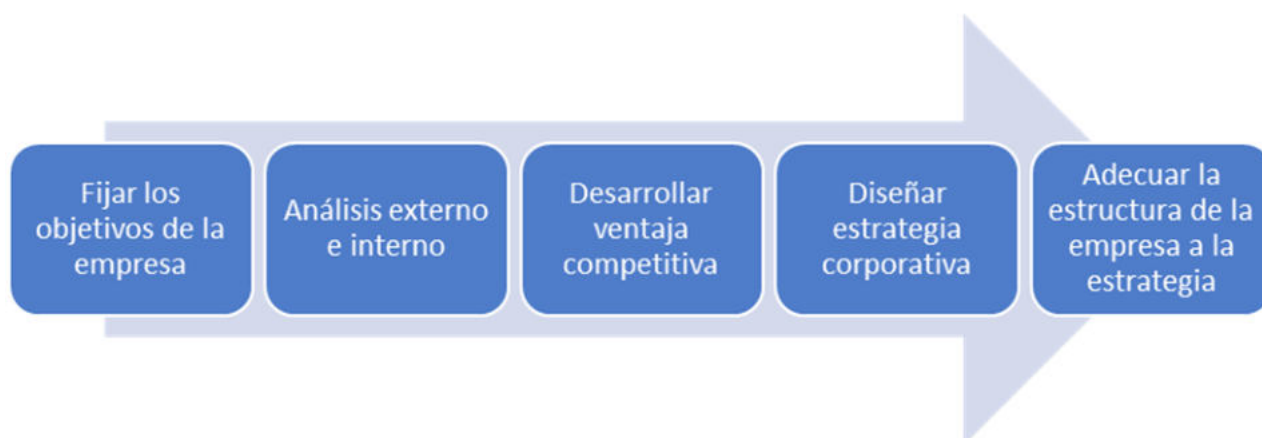 Fijar los
objetivos de la
empresa
Análisis externo
e interno
Desarrollar
ventaja
competitiva
Diseñar
estrategia
corporativa
Adecuar la
estructura de la
empresa a la
estrategia